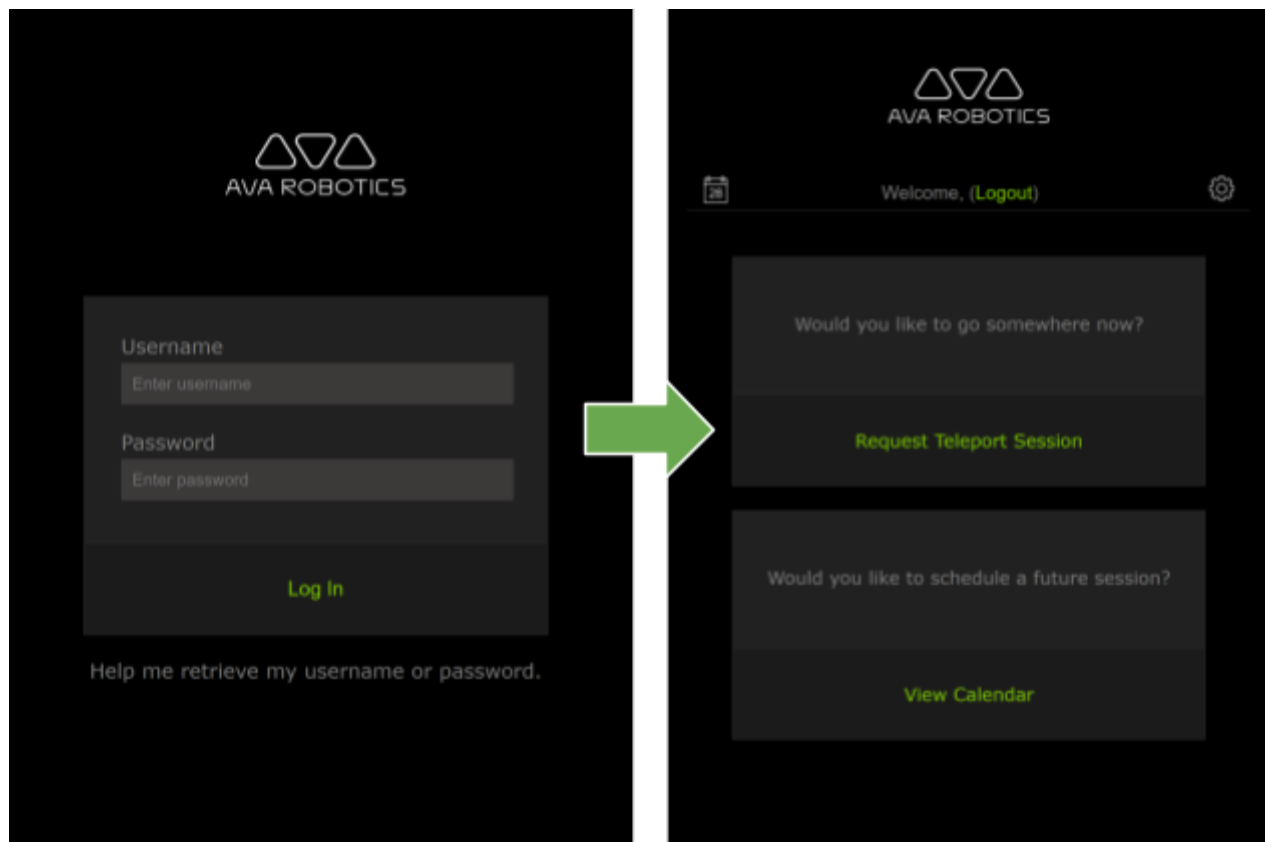 AVA ROBOTICS
Username
Enter username
Password
Enter password
Log In
Help me retrieve my username or password.
AVA ROBOTICS
28
Welcome, (Logout)
Would you like to go somewhere now?
Request Teleport Session
Would you like to schedule a future session?
View Calendar